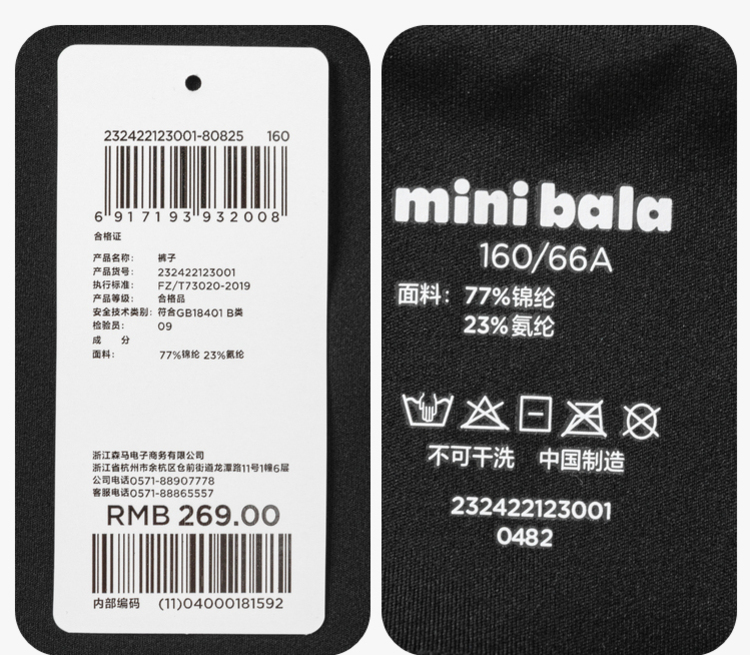 232422123001-80825 160
6 917193 932008
合格证
产品名称： 裤子
产品货号： 232422123001
执行标准： FZ/T73020-2019
产品等级： 合格品
安全技术类别：符合GB18401 B类
检验员： 09
成 分
面料： 77%锦纶 23%氨纶
浙江森马电子商务有限公司
浙江省杭州市余杭区仓前街道龙潭路11号1幢6层
公司电话0571-88907778
客服电话0571-88865557
RMB 269.00
内部编码 (11)04000181592
mini bala
160/66A
面料：77%锦纶
23%氨纶
不可干洗 中国制造
232422123001
0482